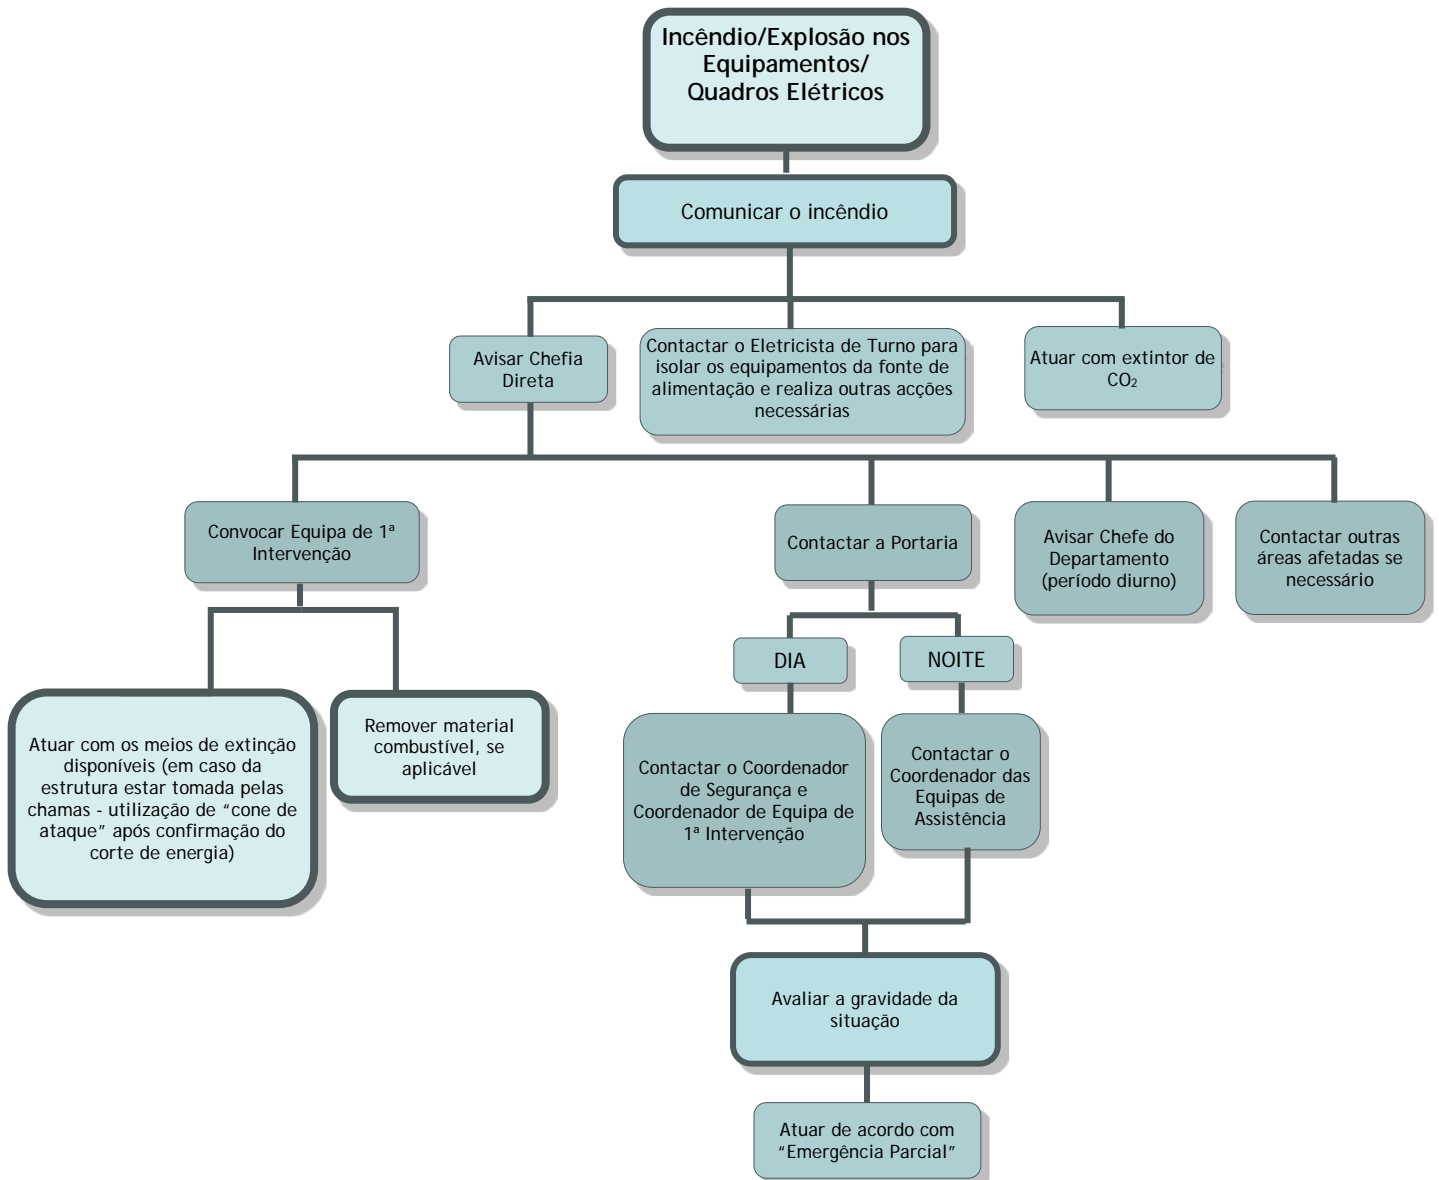 Incêndio/Explosão nos
Equipamentos/
Quadros Elétricos
Comunicar o incêndio
Avisar Chefia
Direta
Contactar o Eletricista de Turno para
isolar os equipamentos da fonte de
alimentação e realiza outras acções
necessárias
Atuar com extintor de
CO₂
Convocar Equipa de 1ª
Intervenção
Contactar a Portaria
Avisar Chefe do
Departamento
(período diurno)
Contactar outras
áreas afetadas se
necessário
DIA
NOITE
Atuar com os meios de extinção
disponíveis (em caso da
estrutura estar tomada pelas
chamas - utilização de “cone de
ataque” após confirmação do
corte de energia)
Remover material
combustível, se
aplicável
Contactar o Coordenador
de Segurança e
Coordenador de Equipa de
1ª Intervenção
Contactar o
Coordenador das
Equipas de
Assistência
Avaliar a gravidade da
situação
Atuar de acordo com
“Emergência Parcial”